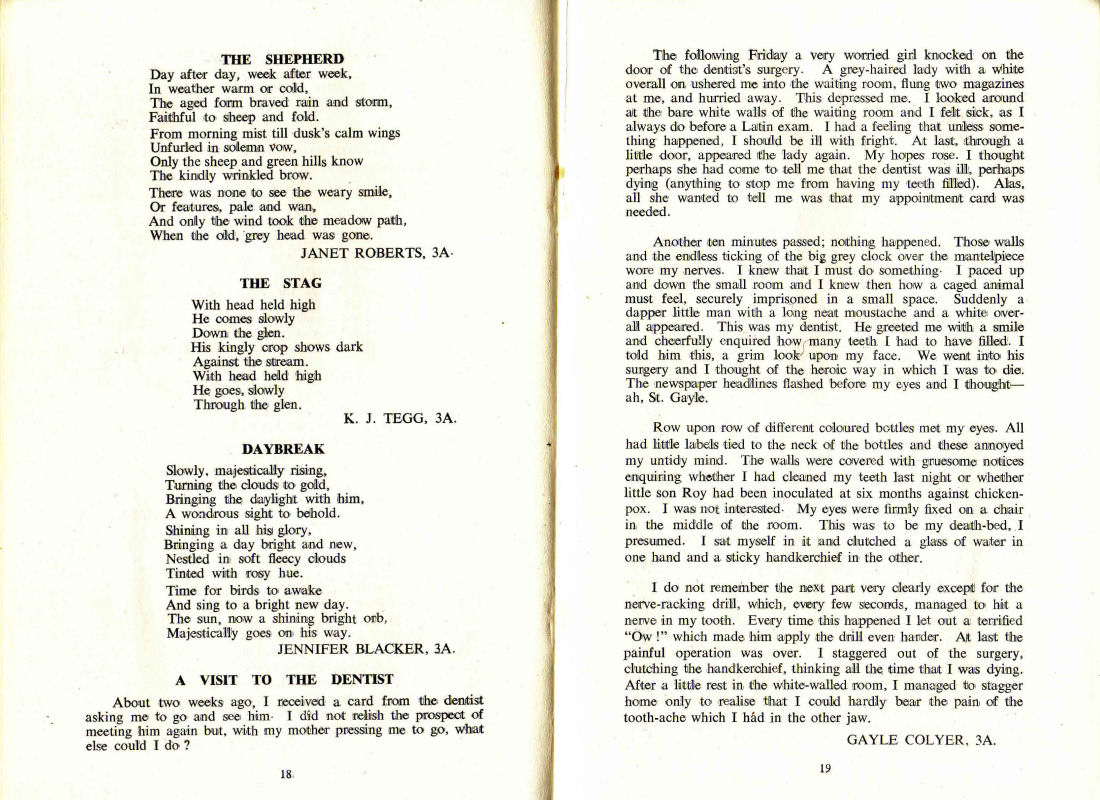 THE SHEPHERD
Day after day, week after week,
In weather warm or cold,
The aged form braved rain and storm,
Faithful to sheep and fold.
From morning mist till dusk's calm wings
Unfurled in solemn vow,
Only the sheep and green hills know
The kindly wrinkled brow.
There was none to see the weary smile,
Or features, pale and wan,
And only the wind took the meadow path,
When the old, grey head was gone.
JANET ROBERTS, 3A.
THE STAG
With head held high
He comes slowly
Down the glen.
His kingly crop shows dark
Against the stream.
With head held high
He goes, slowly
Through the glen.
K. J. TEGG, 3A.
DAYBREAK
Slowly, majestically rising,
Turning the clouds to gold,
Bringing the daylight with him,
A wondrous sight to behold.
Shining in all his glory,
Bringing a day bright and new,
Nestled in soft fleecy clouds
Tinted with rosy hue.
Time for birds to awake
And sing to a bright new day.
The sun, now a shining bright orb,
Majestically goes on his way.
JENNIFER BLACKER, 3A.
A VISIT TO THE DENTIST
About two weeks ago, I received a card from the dentist
asking me to go and see him. I did not relish the prospect of
meeting him again but, with my mother pressing me to go, what
else could I do ?
18
The following Friday a very worried girl knocked on the
door of the dentist's surgery. A grey-haired lady with a white
overall on ushered me into the waiting room, flung two magazines
at me, and hurried away. This depressed me. I looked around
at the bare white walls of the waiting room and I felt sick, as I
always do before a Latin exam. I had a feeling that unless some-
thing happened, I should be ill with fright. At last, through a
little door, appeared the lady again. My hopes rose. I thought
perhaps she had come to tell me that the dentist was ill, perhaps
dying (anything to stop me from having my teeth filled). Alas,
all she wanted to tell me was that my appointment card was
needed.
Another ten minutes passed; nothing happened. Those walls
and the endless ticking of the big grey clock over the mantelpiece
wore my nerves. I knew that I must do something. I paced up
and down the small room and I knew then how a caged animal
must feel, securely imprisoned in a small space. Suddenly a
dapper little man with a long neat moustache and a white over-
all appeared. This was my dentist. He greeted me with a smile
and cheerfully enquired how many teeth I had to have filled. I
told him this, a grim look upon my face. We went into his
surgery and I thought of the heroic way in which I was to die.
The newspaper headlines flashed before my eyes and I thought—
ah, St. Gayle.
Row upon row of different coloured bottles met my eyes. All
had little labels tied to the neck of the bottles and these annoyed
my untidy mind. The walls were covered with gruesome notices
enquiring whether I had cleaned my teeth last night or whether
little son Roy had been inoculated at six months against chicken-
pox. I was not interested. My eyes were firmly fixed on a chair
in the middle of the room. This was to be my death-bed, I
presumed. I sat myself in it and clutched a glass of water in
one hand and a sticky handkerchief in the other.
I do not remember the next part very clearly except for the
nerve-racking drill, which, every few seconds, managed to hit a
nerve in my tooth. Every time this happened I let out a terrified
"Ow !" which made him apply the drill even harder. At last the
painful operation was over. I staggered out of the surgery,
clutching the handkerchief, thinking all the time that I was dying.
After a little rest in the white-walled room, I managed to stagger
home only to realise that I could hardly bear the pain of the
tooth-ache which I had in the other jaw.
GAYLE COLYER, 3A.
19